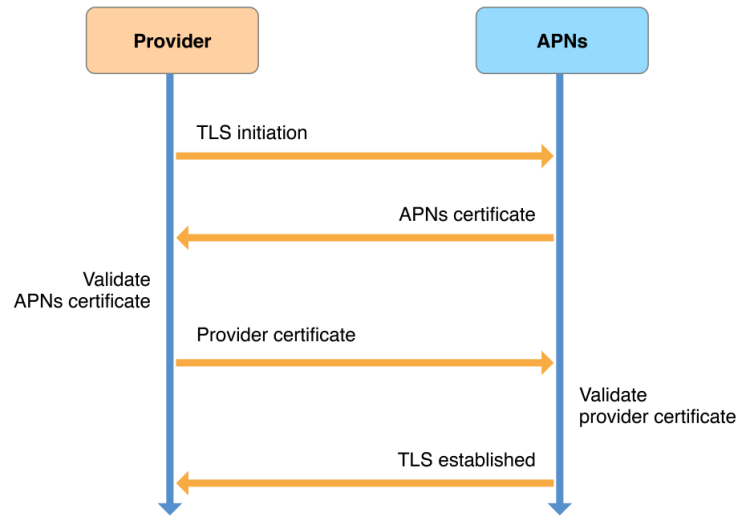 Provider
APNs
TLS initiation
APNs certificate
Validate
APNs certificate
Provider certificate
Validate
provider certificate
TLS established